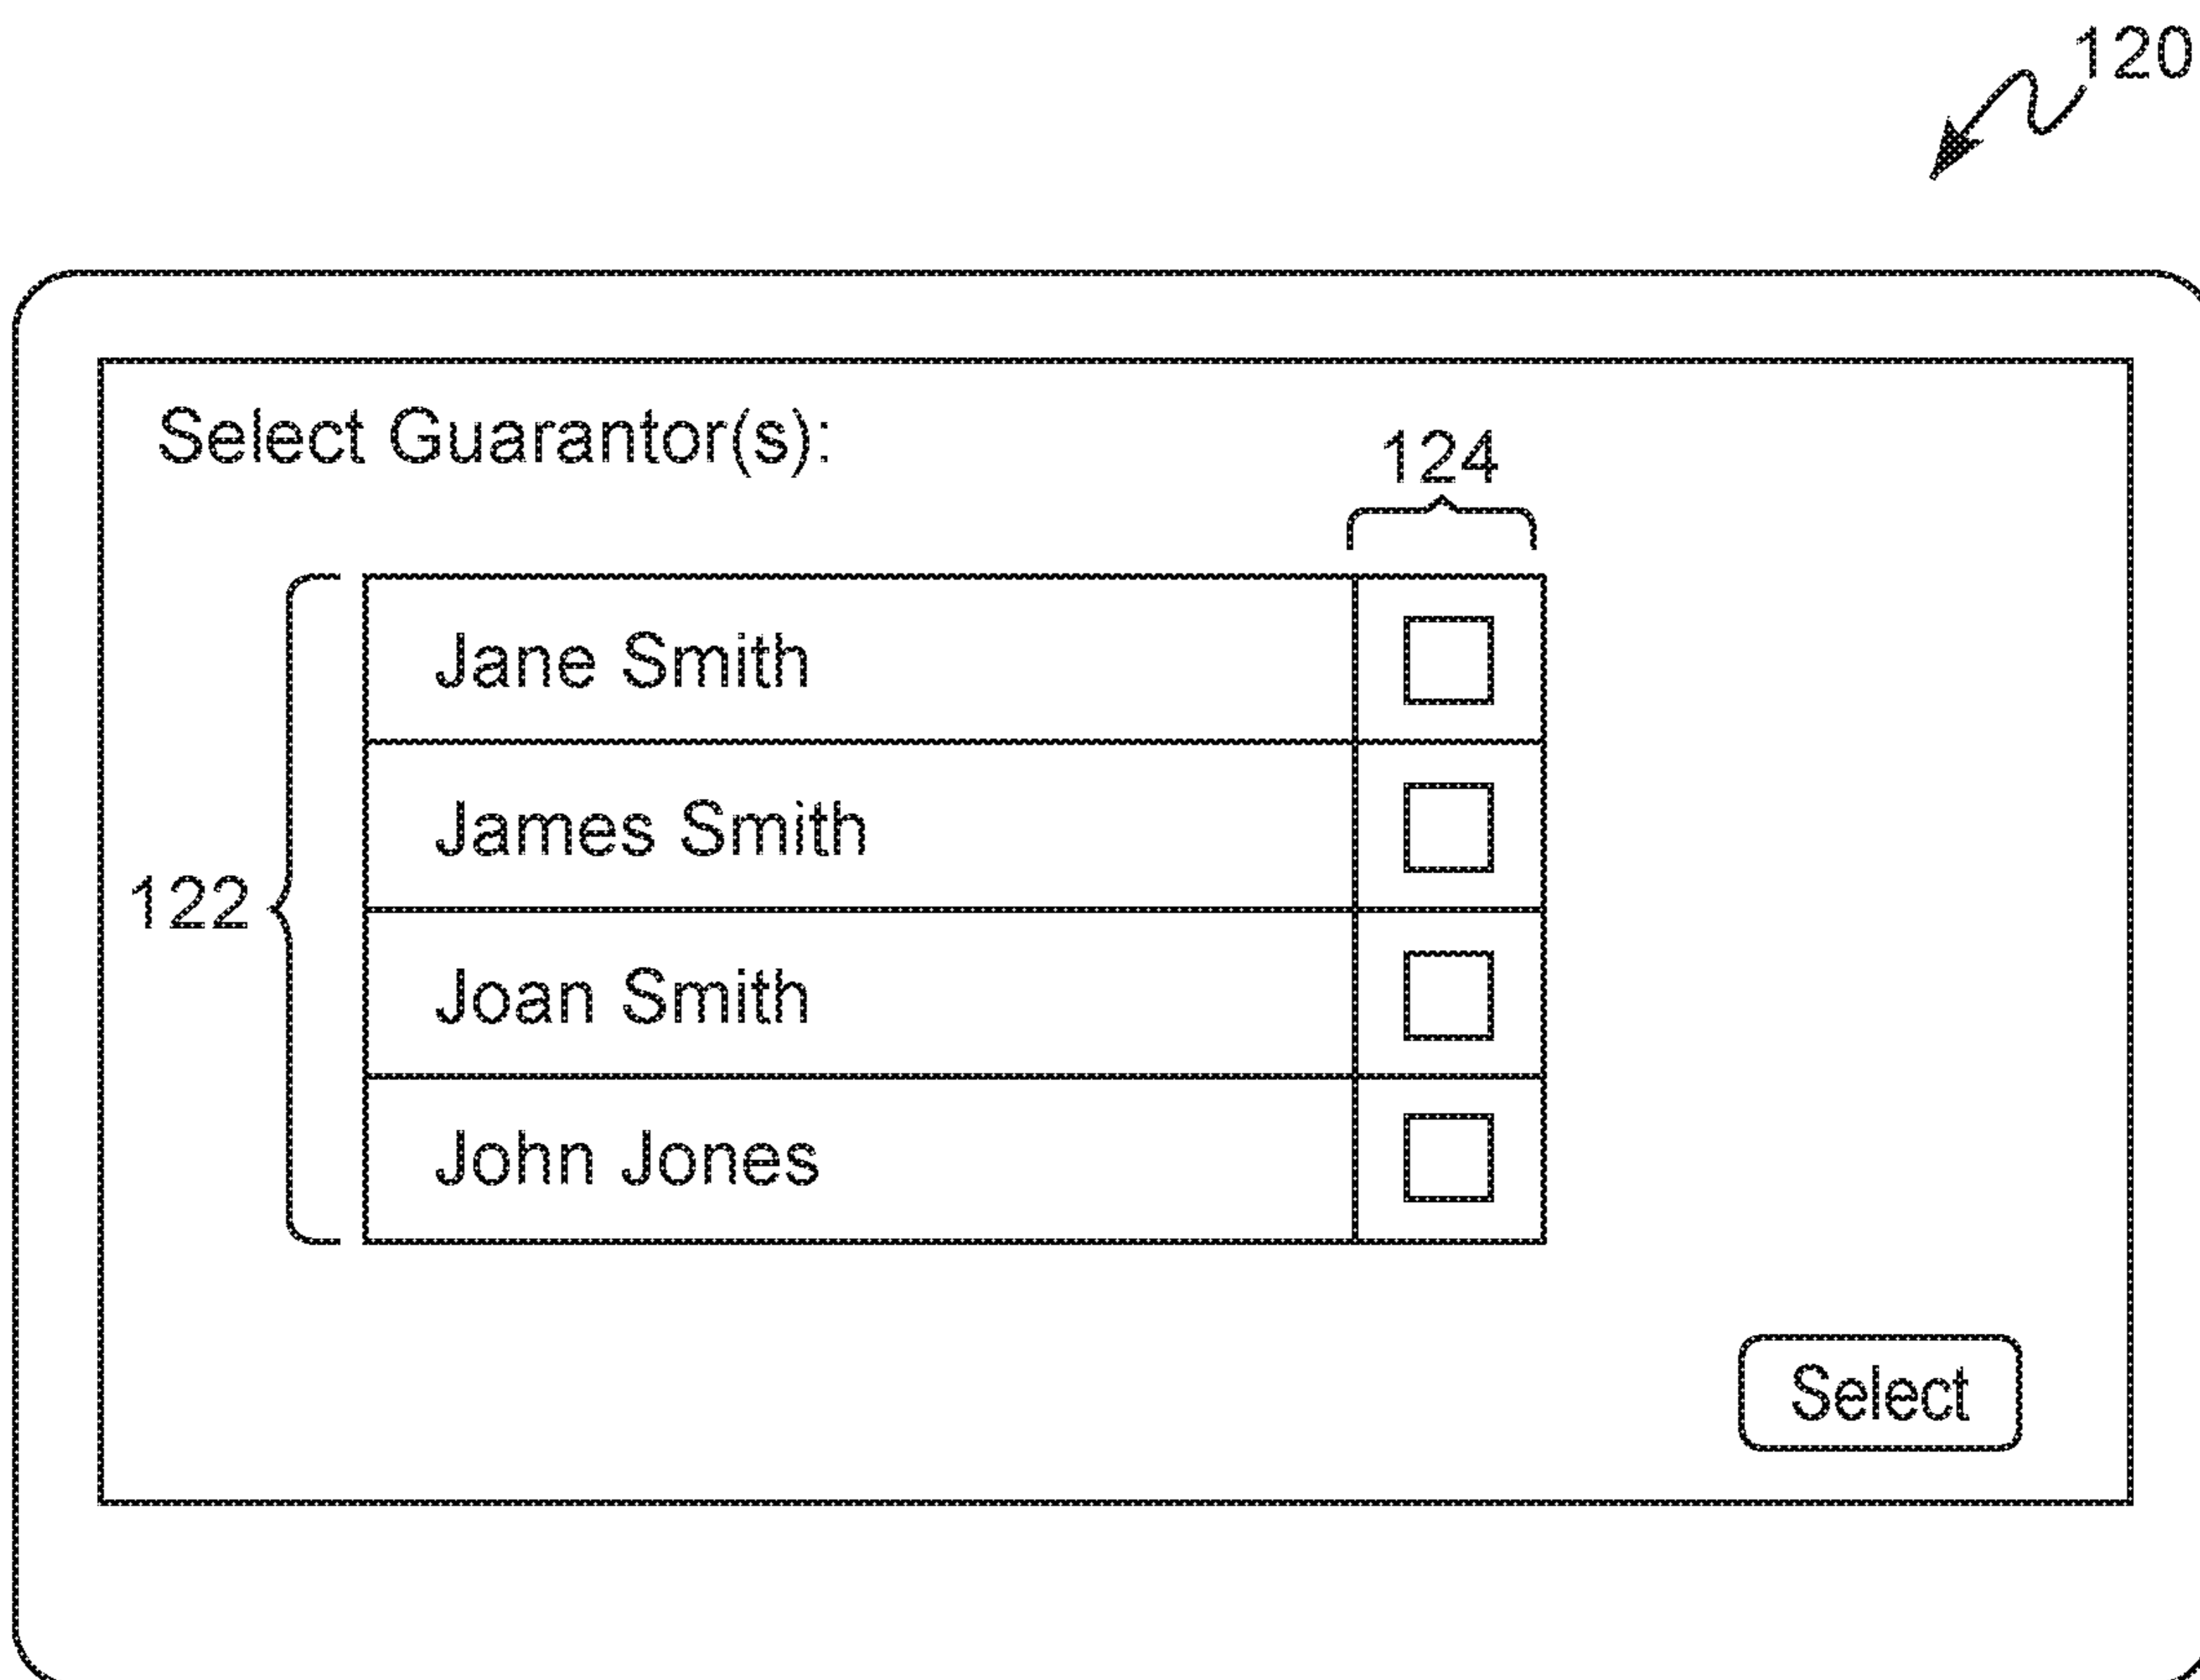 120
Select Guarantor(s):
124
Jane Smith
James Smith
122
Joan Smith
John Jones
Select